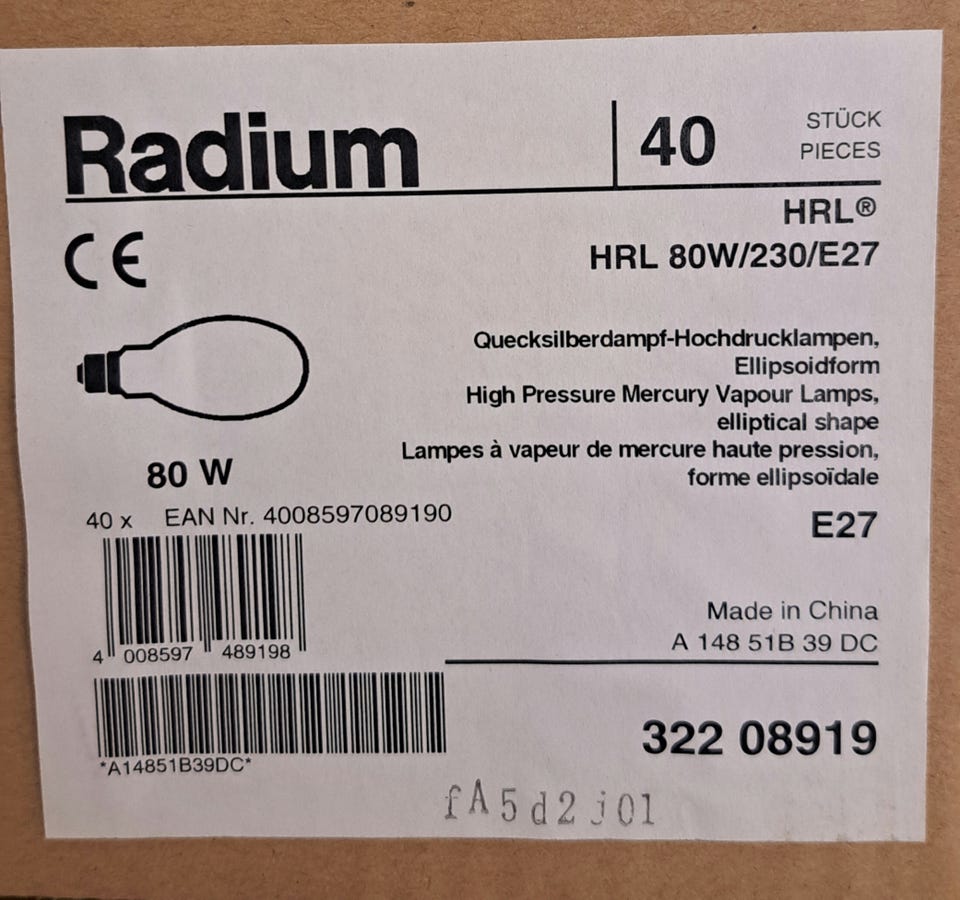 Radium
40
STÜCK
PIECES
HRL®
HRL 80W/230/E27
CE
Quecksilberdampf-Hochdrucklampen,
Ellipsoidform
High Pressure Mercury Vapour Lamps,
elliptical shape
Lampes à vapeur de mercure haute pression,
forme ellipsoïdale
80 W
40 x EAN Nr. 4008597089190
E27
4 008597 489198
Made in China
A 148 51B 39 DC
*A14851B39DC*
322 08919
fA5d2j01